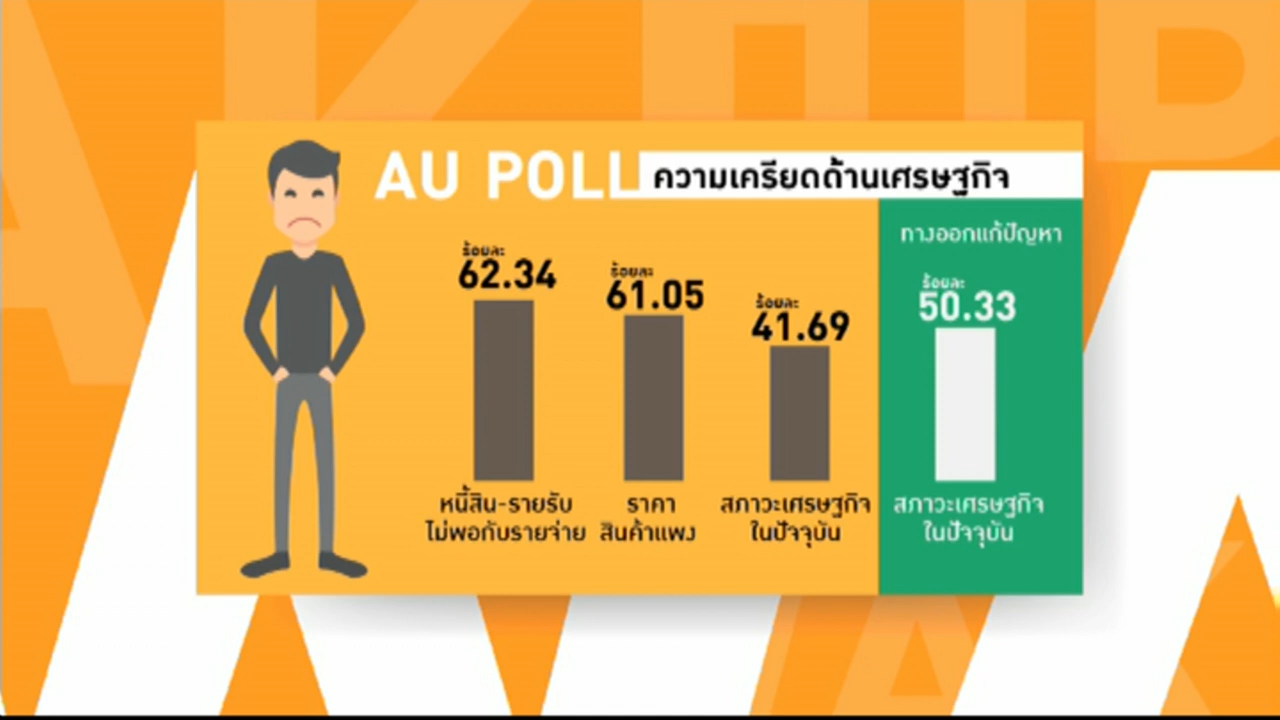 AU POLL ความเครียดด้านเศรษฐกิจ
ร้อยละ
62.34
หนี้สิน-รายรับ
ไม่พอกับรายจ่าย
ร้อยละ
61.05
ราคา
สินค้าแพง
ร้อยละ
41.69
สภาวะเศรษฐกิจ
ในปัจจุบัน
ทางออกแก้ปัญหา
ร้อยละ
50.33
สภาวะเศรษฐกิจ
ในปัจจุบัน